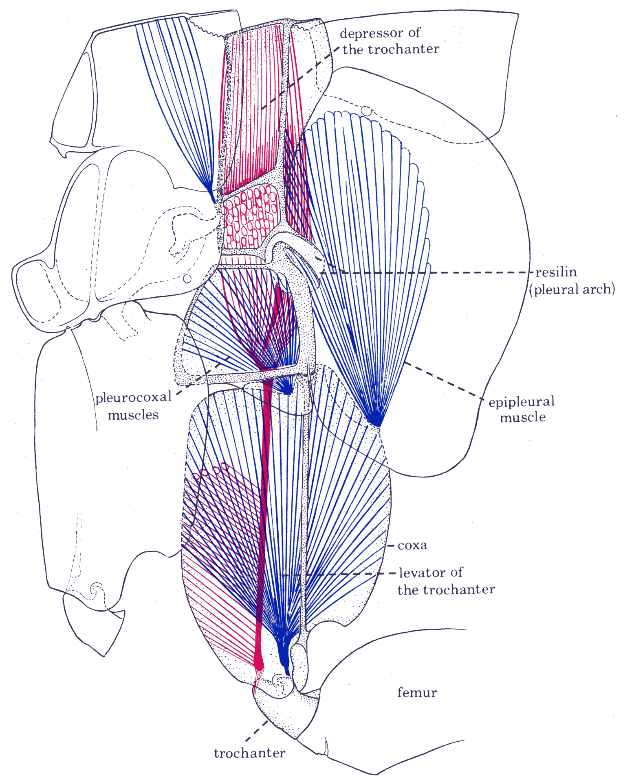 depressor of
the trochanter
resilin
(pleural arch)
pleurocoxal
muscles
epipleural
muscle
coxa
levator of
the trochanter
femur
trochanter